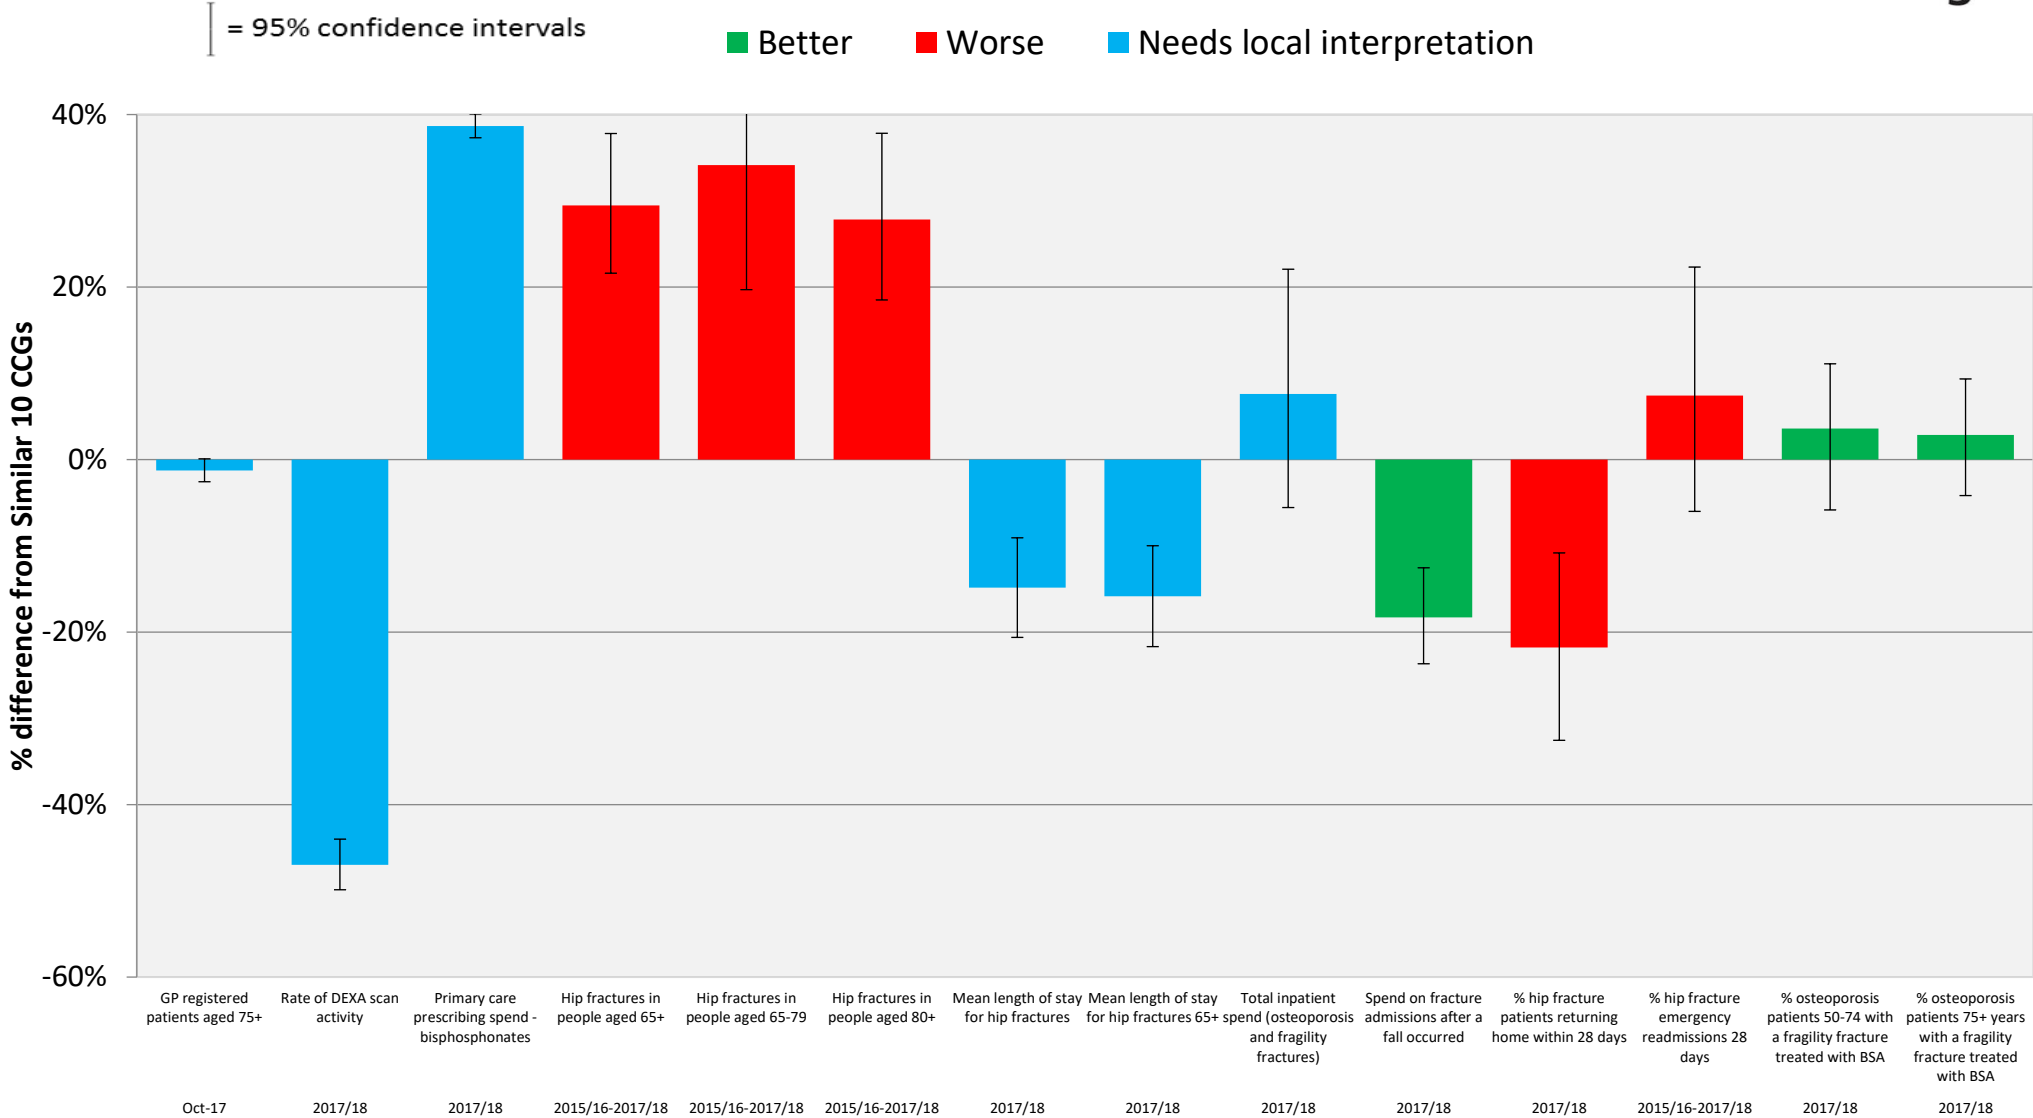 = 95% confidence intervals
Better
Worse
Needs local interpretation
% difference from Similar 10 CCGs
40%
20%
0%
-20%
-40%
-60%
GP registered
patients aged 75+
Oct-17
Rate of DEXA scan
activity
2017/18
Primary care
prescribing spend -
bisphosphonates
2017/18
Hip fractures in
people aged 65+
2015/16-2017/18
Hip fractures in
people aged 65-79
2015/16-2017/18
Hip fractures in
people aged 80+
2015/16-2017/18
Mean length of stay
for hip fractures
2017/18
Mean length of stay
for hip fractures 65+
2017/18
Total inpatient
spend (osteoporosis
and fragility
fractures)
2017/18
Spend on fracture
admissions after a
fall occurred
2017/18
% hip fracture
patients returning
home within 28 days
2017/18
% hip fracture
emergency
readmissions 28
days
2015/16-2017/18
% osteoporosis
patients 50-74 with
a fragility fracture
treated with BSA
2017/18
% osteoporosis
patients 75+ years
with a fragility
fracture treated
with BSA
2017/18